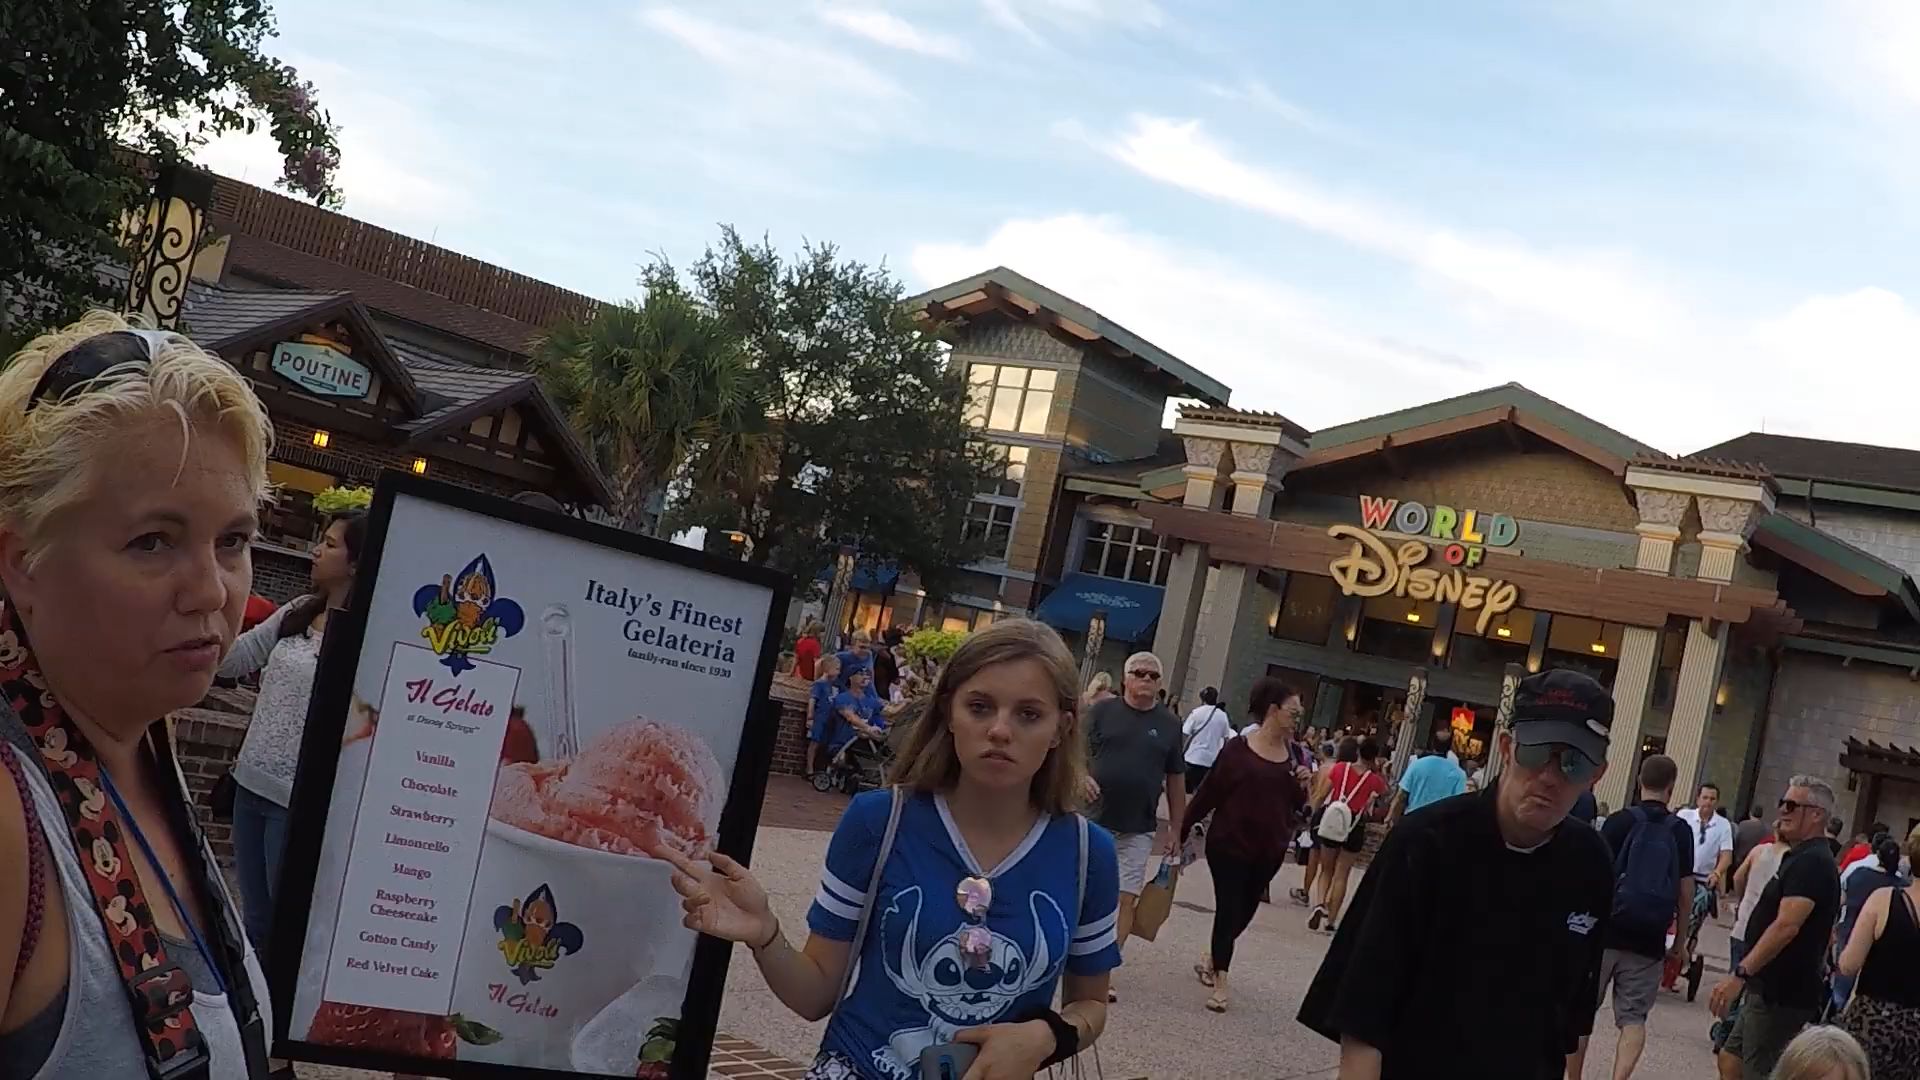 POUTINE
Italy's Finest
Gelateria
family-run since 1930
Vivoli
Il Gelato
at Disney Springs
Vanilla
Chocolate
Strawberry
Limoncello
Mango
Raspberry
Cheesecake
Cotton Candy
Red Velvet Cake
Vivoli
Il Gelato
WORLD
OF
DISNEY